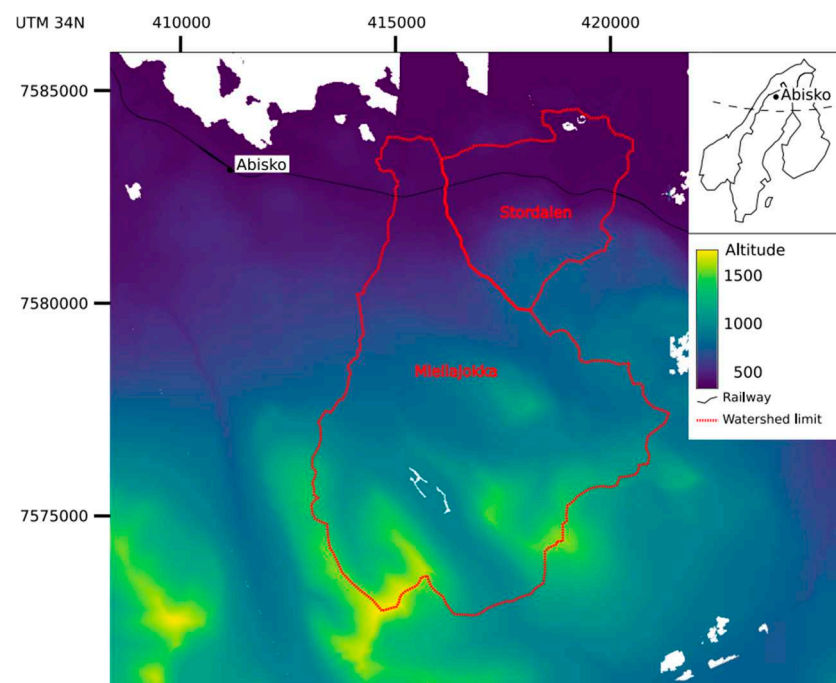 UTM 34N
410000
415000
420000
7585000
7580000
7575000
Abisko
Stordalen
Miellajokka
Abisko
Altitude
1500
1000
500
Railway
Watershed limit